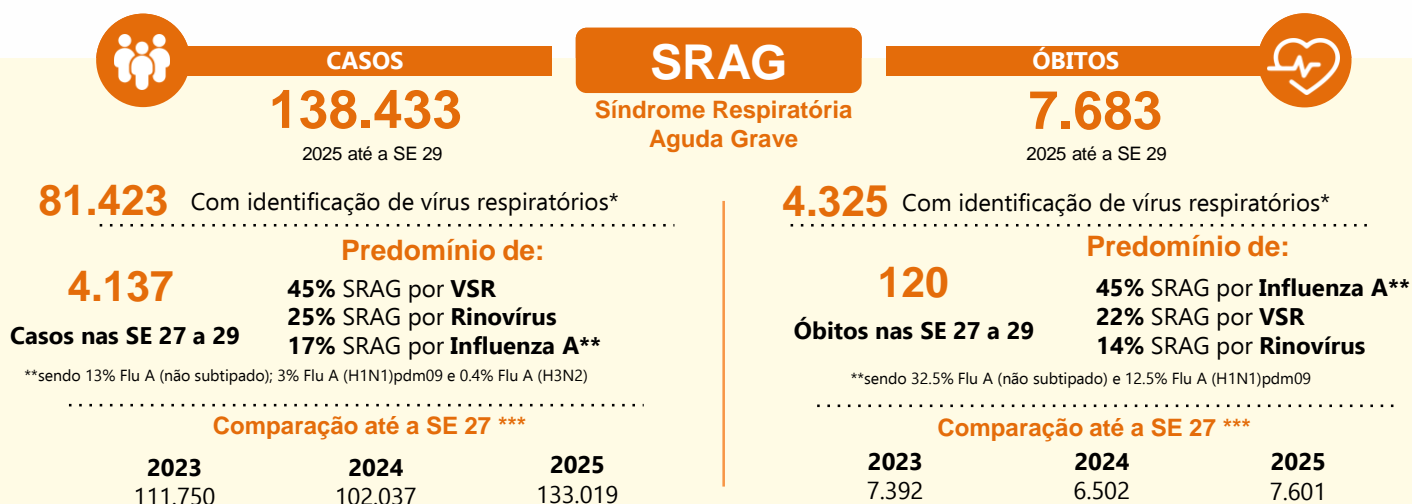 SRAG
Síndrome Respiratória
Aguda Grave
CASOS
138.433
2025 até a SE 29
81.423 Com identificação de vírus respiratórios*
4.137
Casos nas SE 27 a 29
Predomínio de:
45% SRAG por VSR
25% SRAG por Rinovírus
17% SRAG por Influenza A**
**sendo 13% Flu A (não subtipado); 3% Flu A (H1N1)pdm09 e 0.4% Flu A (H3N2)
Comparação até a SE 27 ***
2023 2024 2025
111.750 102.037 133.019
ÓBITOS
7.683
2025 até a SE 29
4.325 Com identificação de vírus respiratórios*
120
Óbitos nas SE 27 a 29
Predomínio de:
45% SRAG por Influenza A**
22% SRAG por VSR
14% SRAG por Rinovírus
**sendo 32.5% Flu A (não subtipado) e 12.5% Flu A (H1N1)pdm09
Comparação até a SE 27 ***
2023 2024 2025
7.392 6.502 7.601